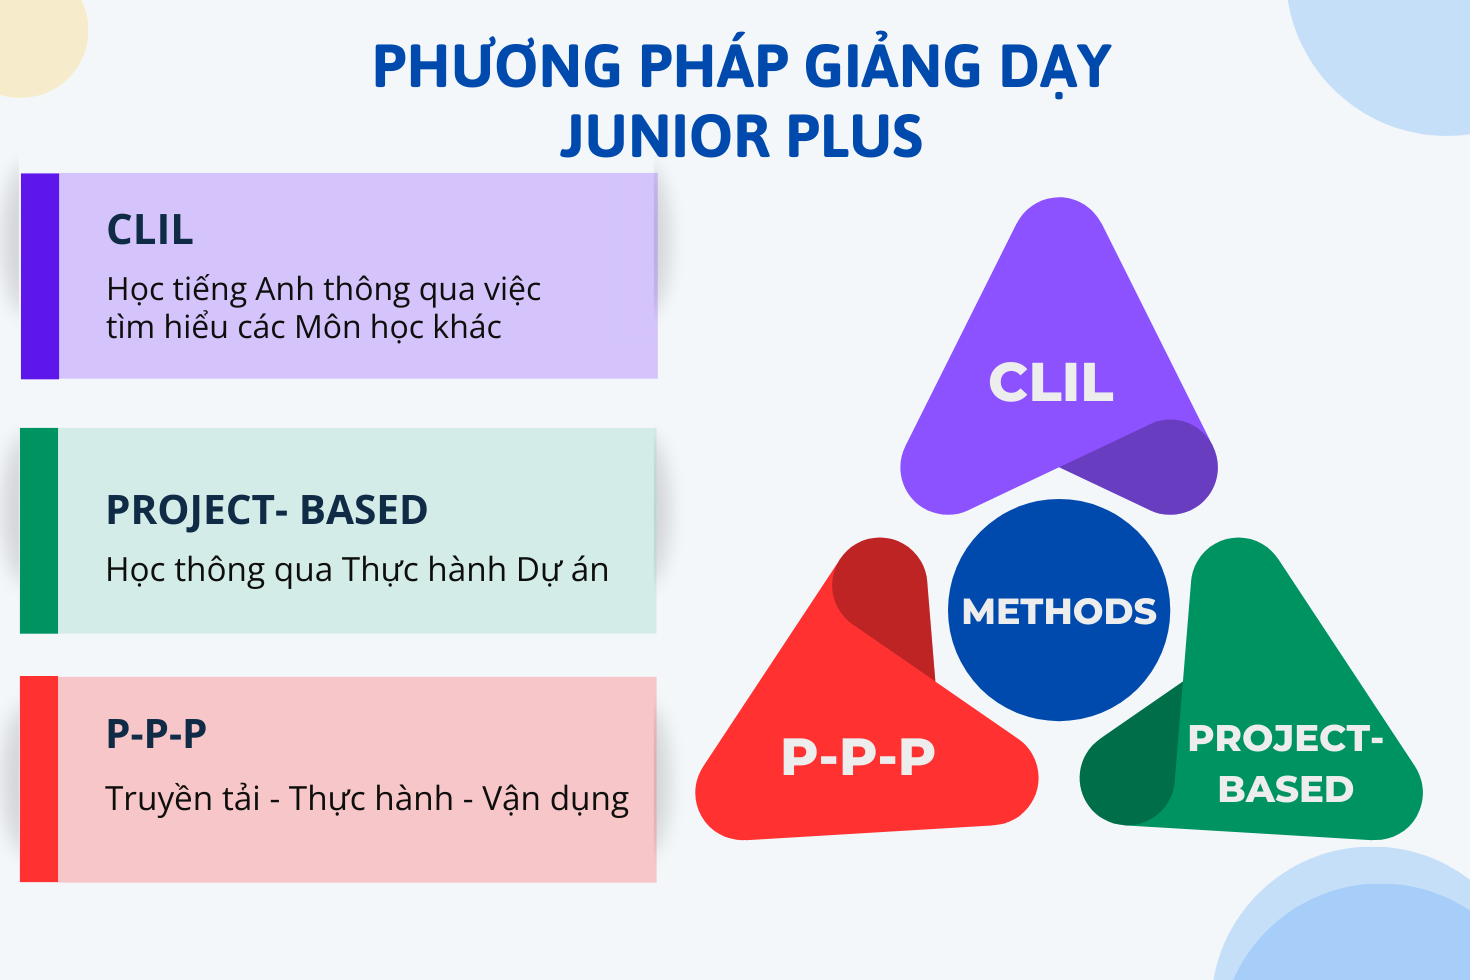 PHƯƠNG PHÁP GIẢNG DẠY
JUNIOR PLUS
CLIL
Học tiếng Anh thông qua việc
tìm hiểu các Môn học khác
PROJECT- BASED
Học thông qua Thực hành Dự án
P-P-P
Truyền tải - Thực hành - Vận dụng
CLIL
METHODS
P-P-P
PROJECT-
BASED